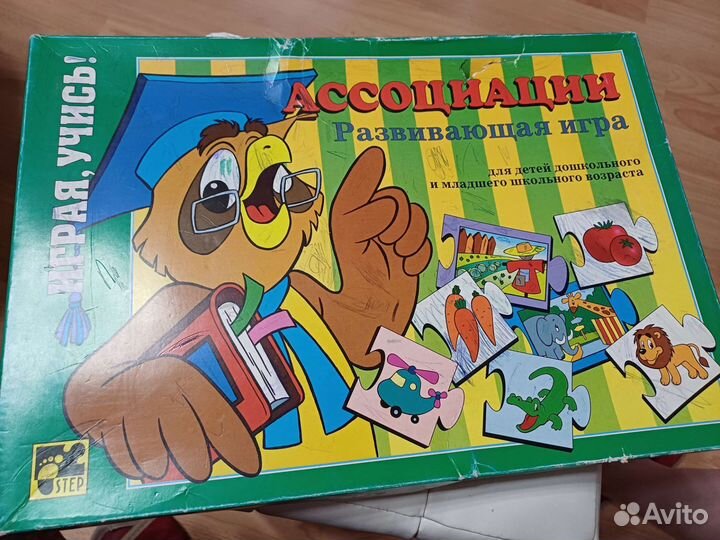 ИГРАЯ, УЧИСЬ!
АССОЦИАЦИИ
Развивающая игра
для детей дошкольного
и младшего школьного возраста
STEP
Avito